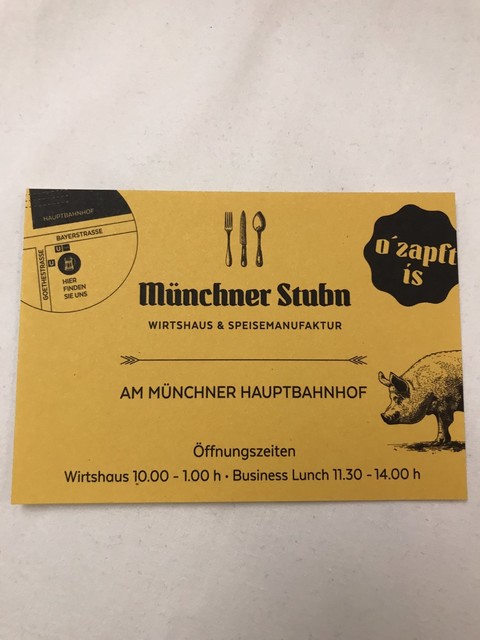 HAUPTBAHNHOF
BAYERSTRASSE
GOETHESTRASSE
U
U
HIER
FINDEN
SIE UNS
o'zapft
is
Münchner Stubn
WIRTSHAUS & SPEISEMANUFAKTUR
AM MÜNCHNER HAUPTBAHNHOF
Öffnungszeiten
Wirtshaus 10.00 - 1.00 h · Business Lunch 11.30 - 14.00 h